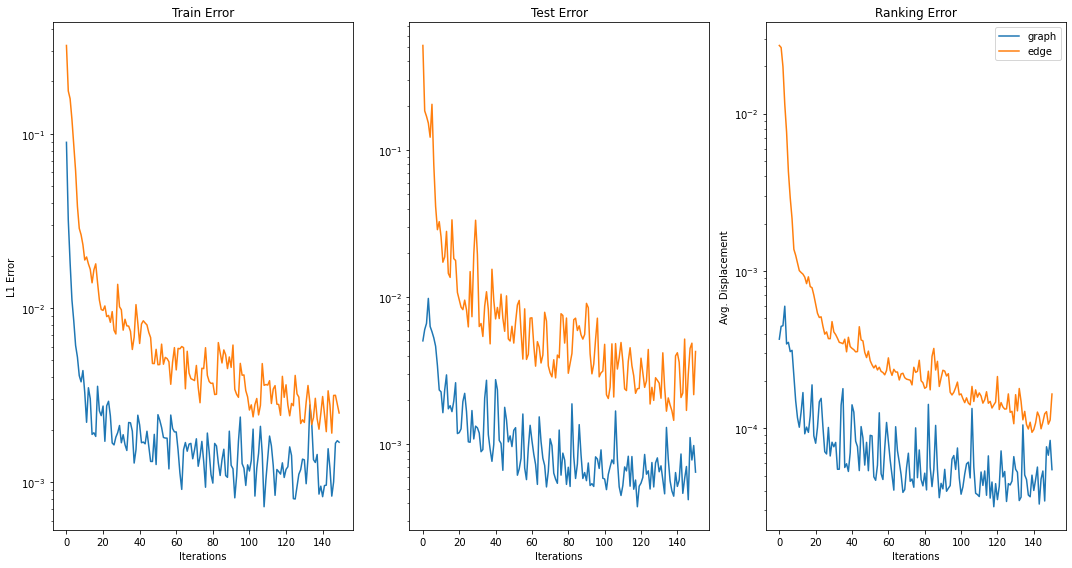 Train Error
L1 Error
10⁻¹
10⁻²
10⁻³
0 20 40 60 80 100 120 140
Iterations
Test Error
10⁻¹
10⁻²
10⁻³
0 20 40 60 80 100 120 140
Iterations
Ranking Error
graph
edge
Avg. Displacement
10⁻²
10⁻³
10⁻⁴
0 20 40 60 80 100 120 140
Iterations